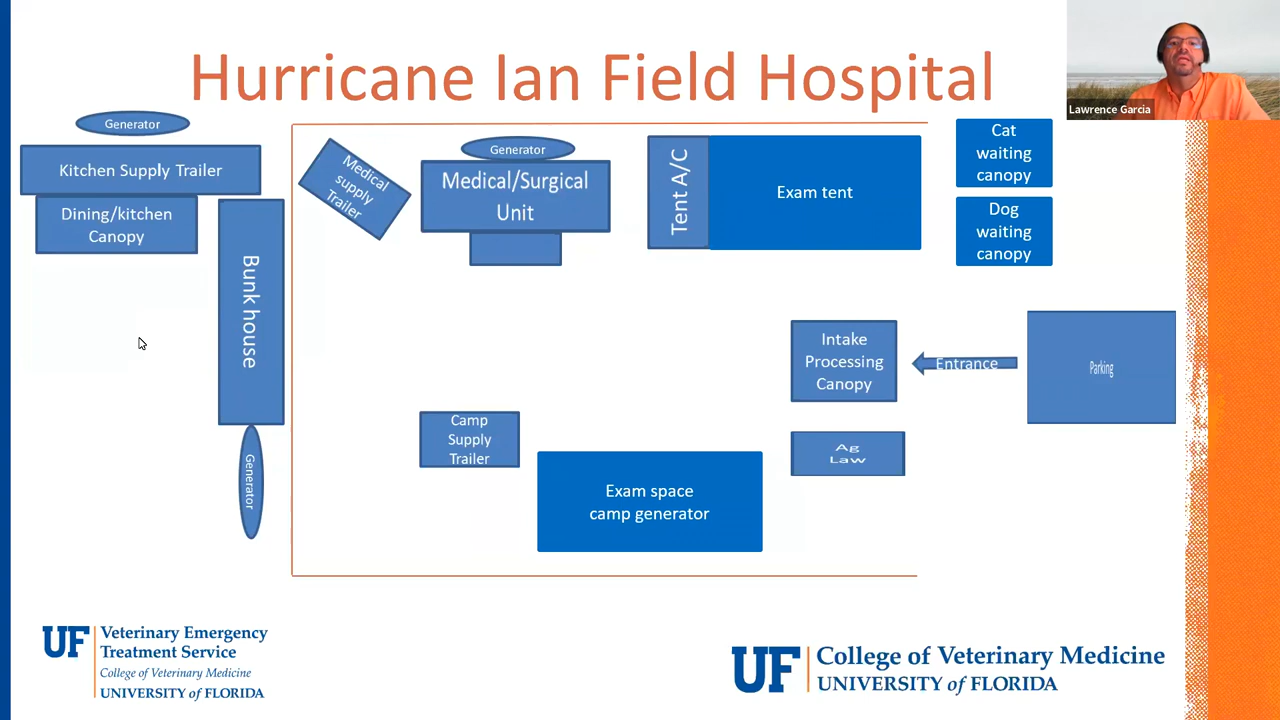 Hurricane Ian Field Hospital
Lawrence Garcia
Generator
Kitchen Supply Trailer
Dining/kitchen
Canopy
Bunk house
Generator
Medical
supply
Trailer
Generator
Medical/Surgical
Unit
Tent A/C
Exam tent
Cat
waiting
canopy
Dog
waiting
canopy
Intake
Processing
Canopy
Entrance
Parking
Camp
Supply
Trailer
Ag
Law
Exam space
camp generator
UF
Veterinary Emergency
Treatment Service
College of Veterinary Medicine
UNIVERSITY of FLORIDA
UF
College of Veterinary Medicine
UNIVERSITY of FLORIDA